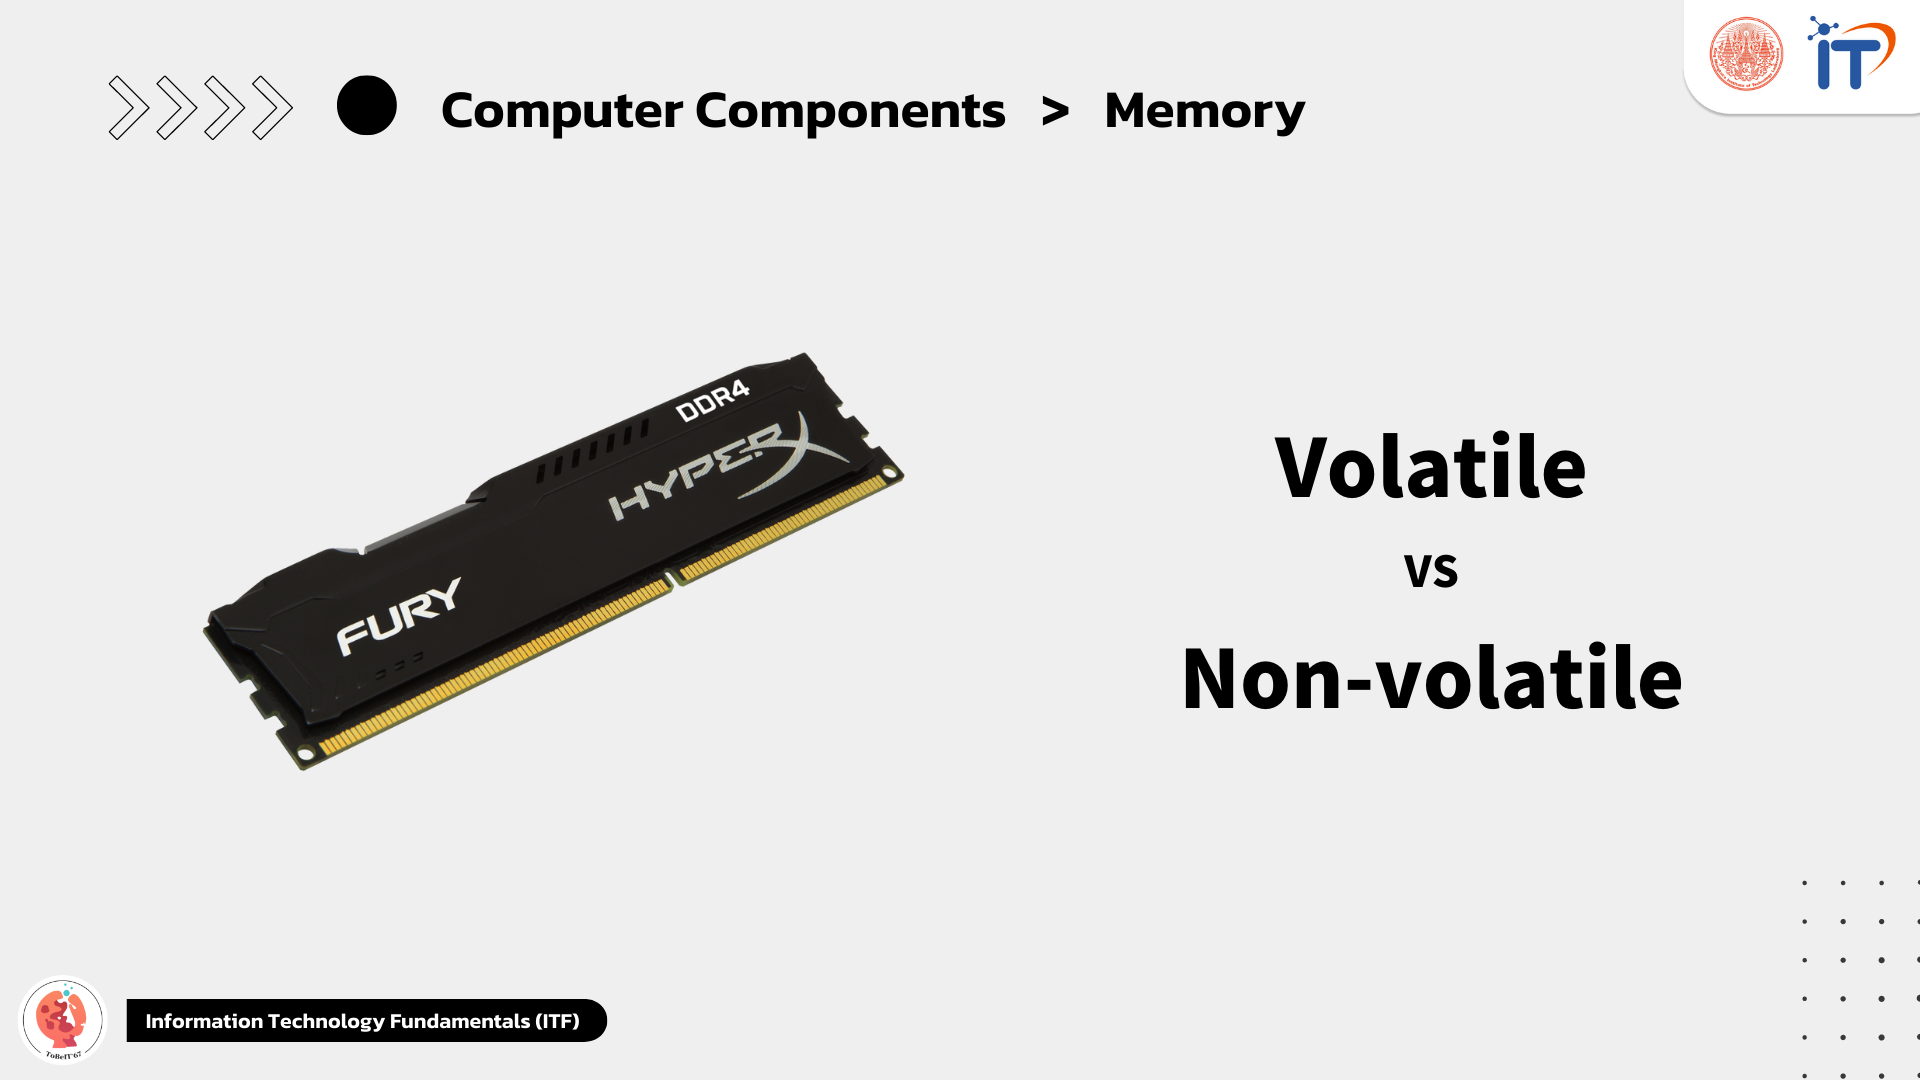 Computer Components > Memory
iT
DDR4
HYPERX
FURY
Volatile
vs
Non-volatile
ToBeIT'67
Information Technology Fundamentals (ITF)